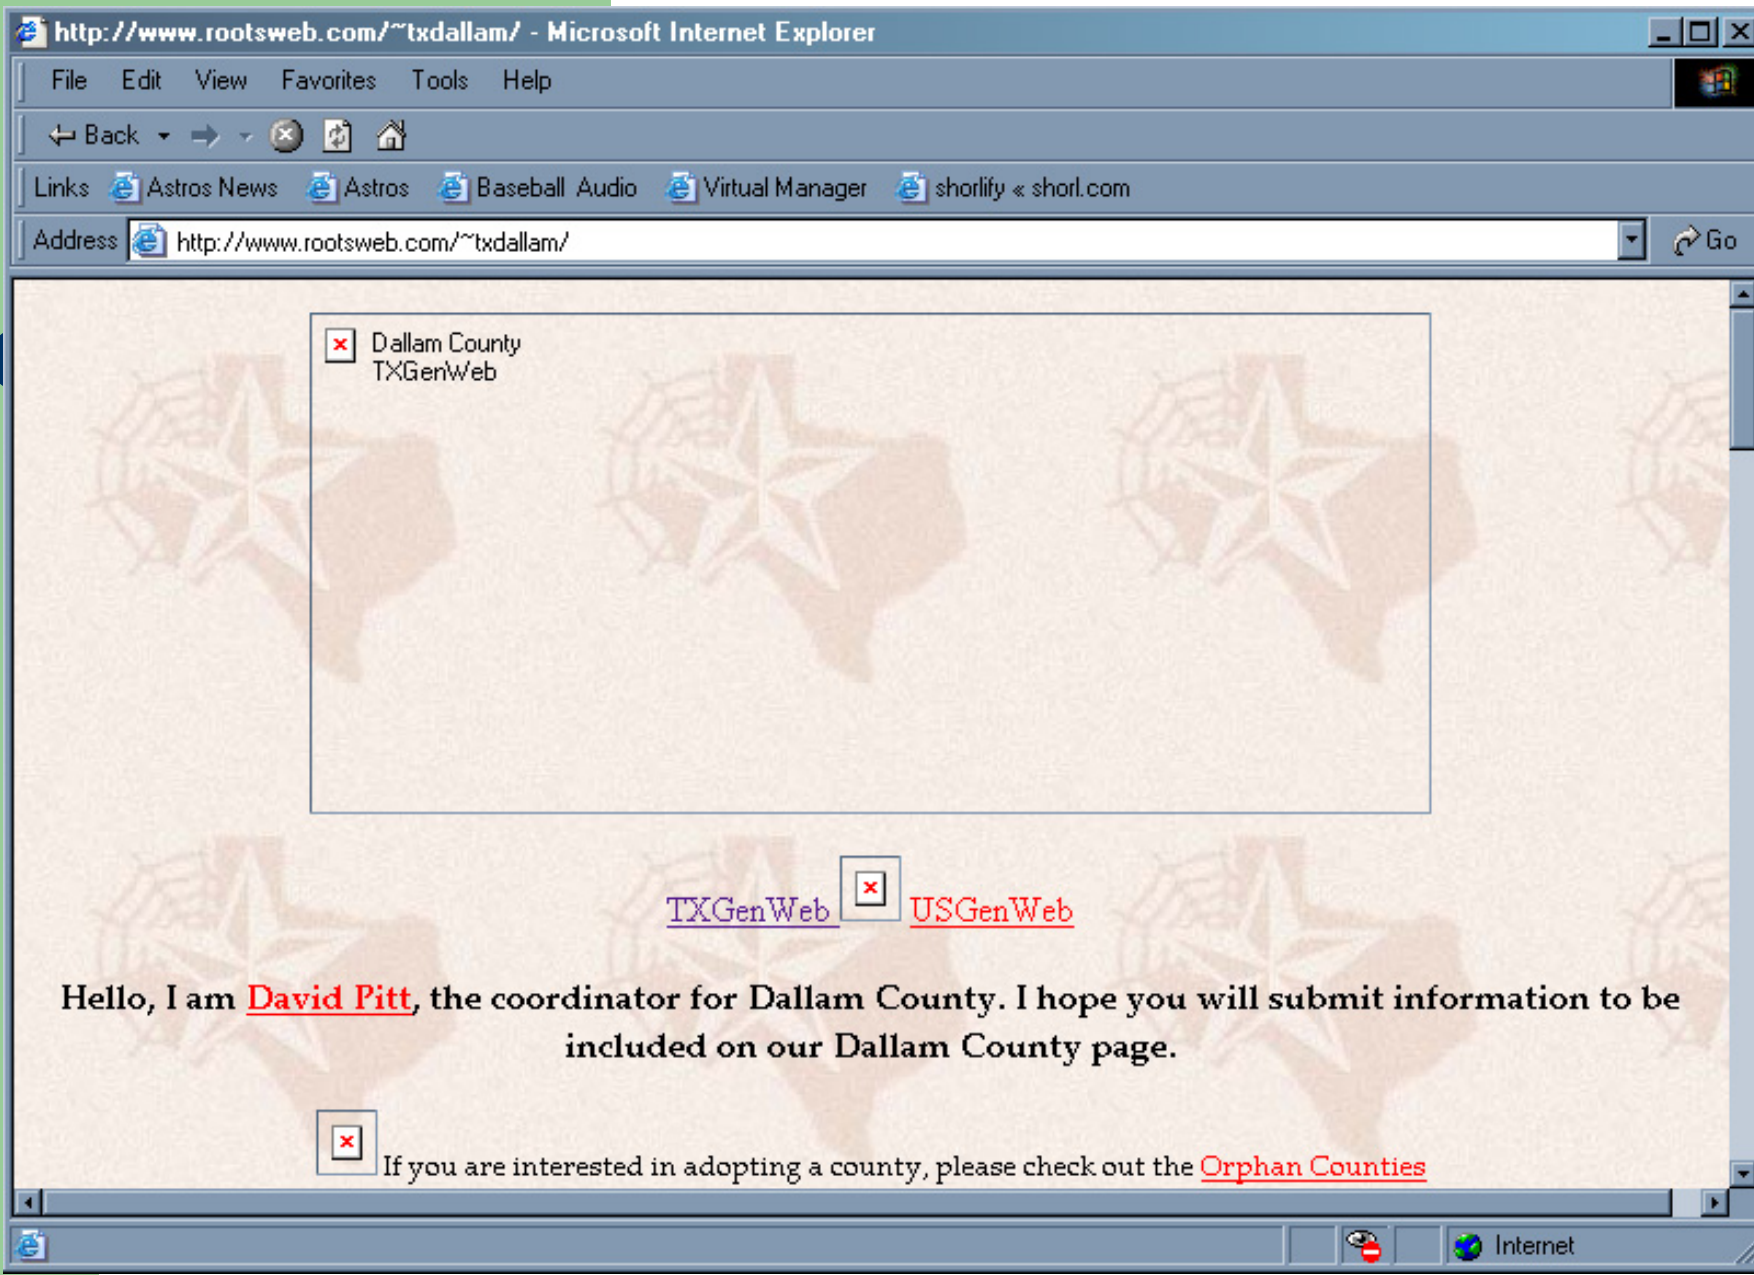 http://www.rootsweb.com/~txdallam/ - Microsoft Internet Explorer
File Edit View Favorites Tools Help
Back
Links Astros News Astros Baseball Audio Virtual Manager shorlify « shorl.com
Address http://www.rootsweb.com/~txdallam/ Go
Dallam County
TXGenWeb
TXGenWeb USGenWeb
Hello, I am David Pitt, the coordinator for Dallam County. I hope you will submit information to be
included on our Dallam County page.
If you are interested in adopting a county, please check out the Orphan Counties
Internet